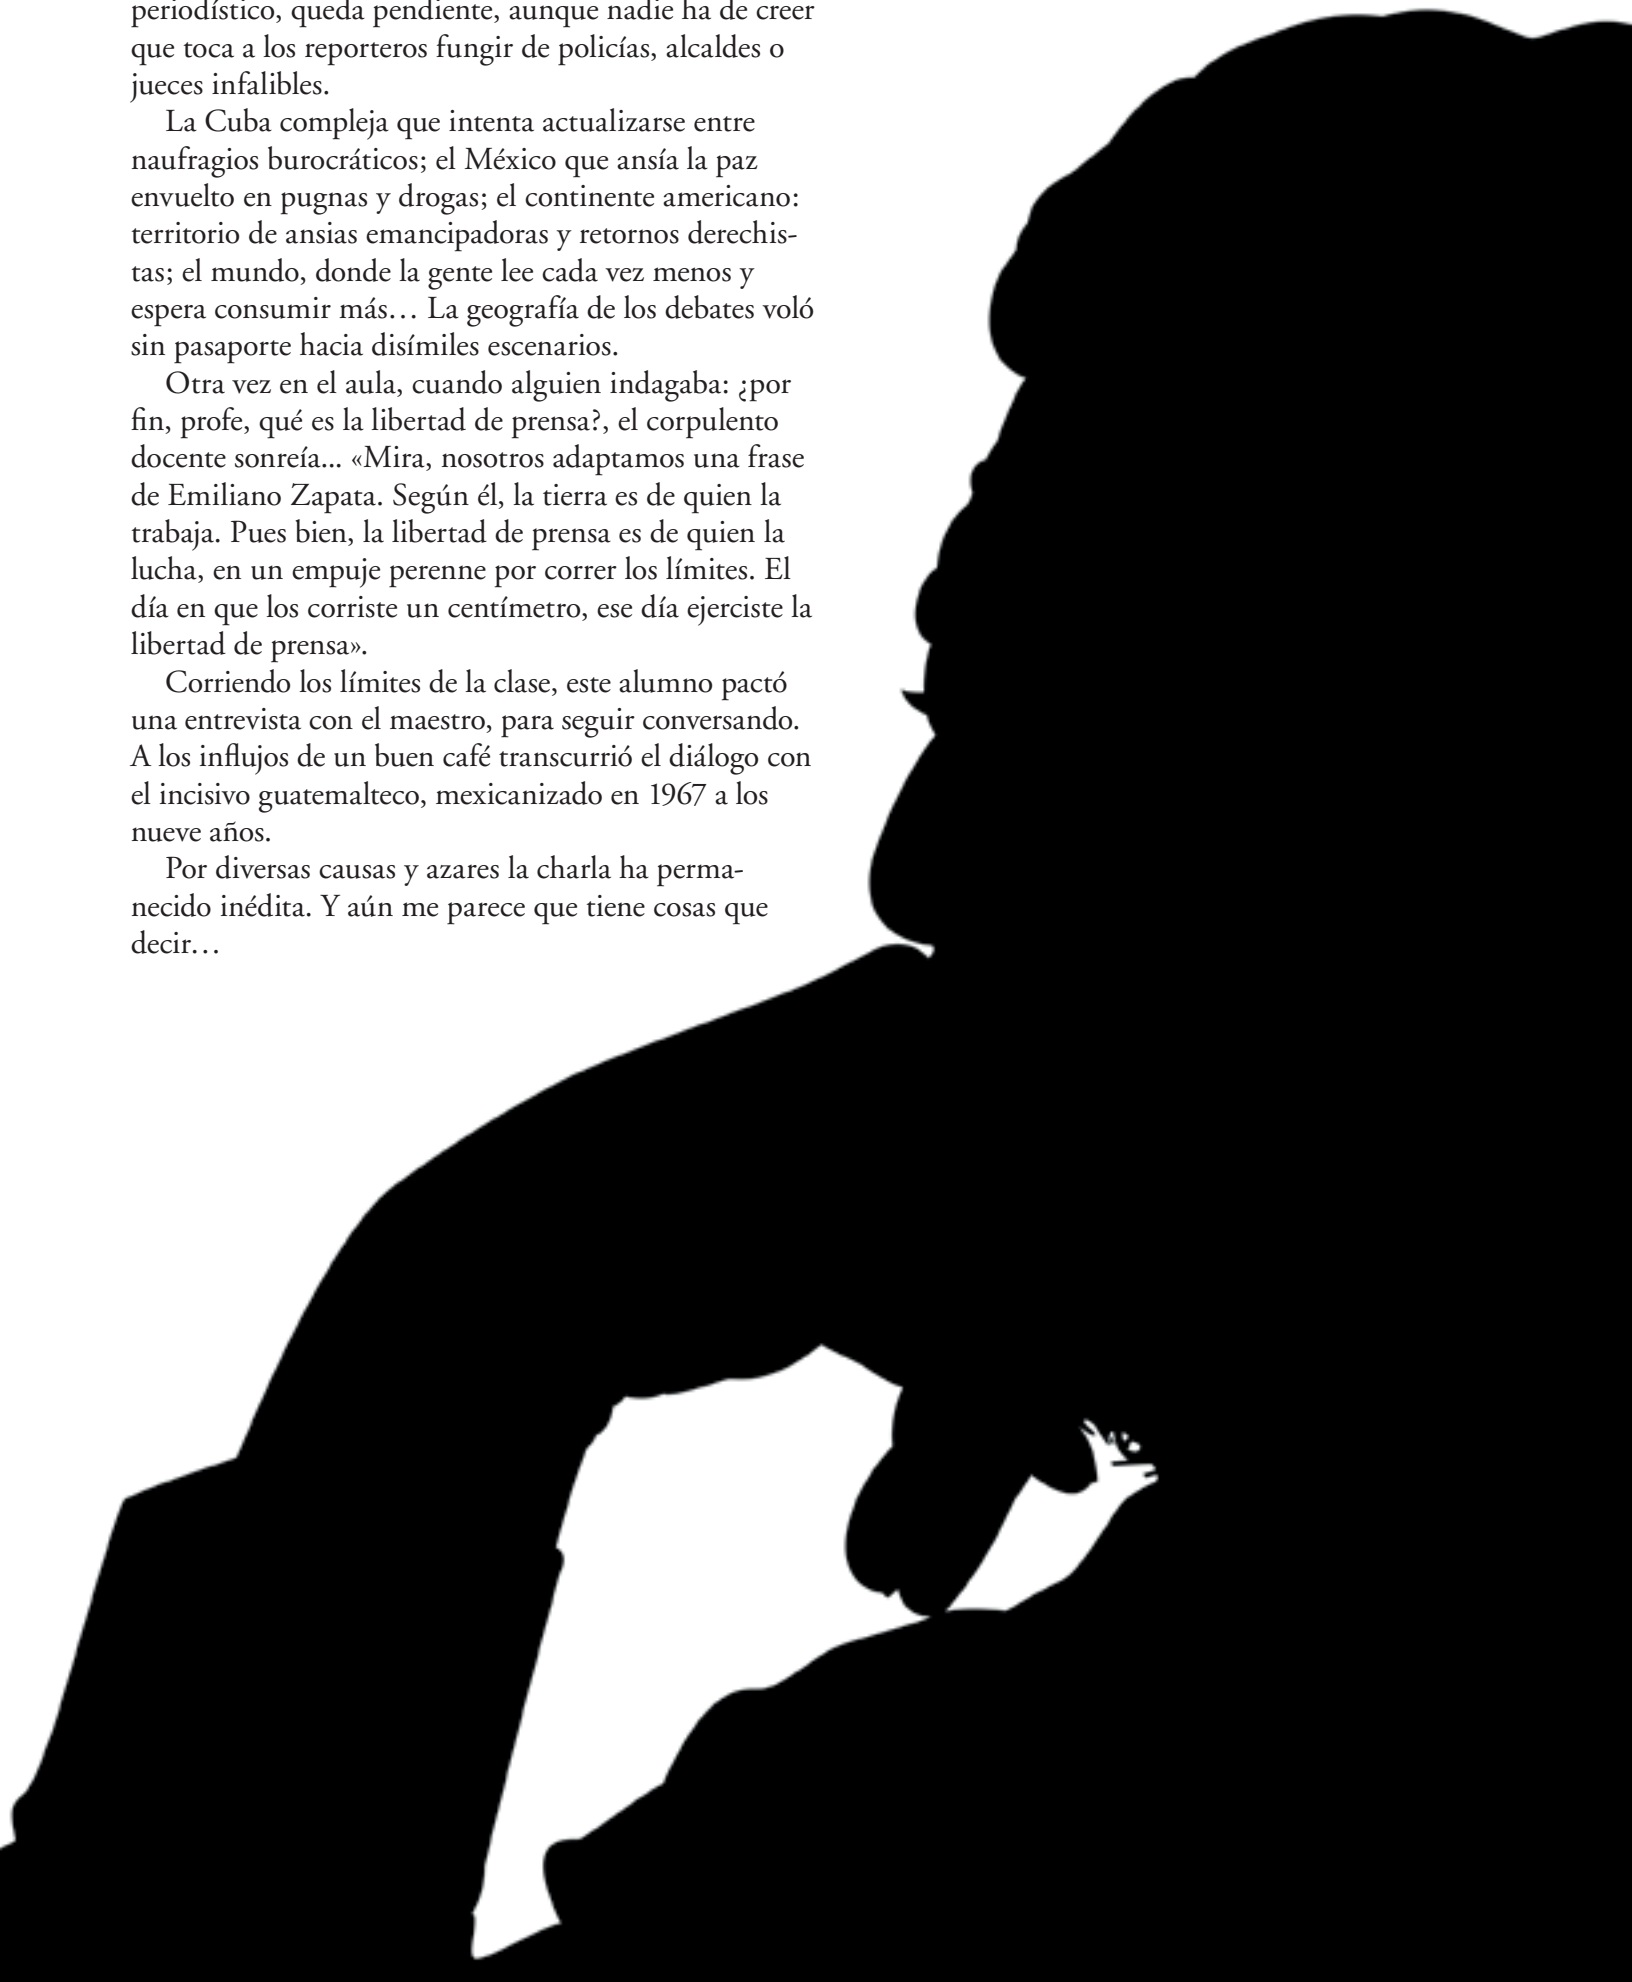 periodístico, queda pendiente, aunque nadie ha de creer
que toca a los reporteros fungir de policías, alcaldes o
jueces infalibles.
La Cuba compleja que intenta actualizarse entre
naufragios burocráticos; el México que ansía la paz
envuelto en pugnas y drogas; el continente americano:
territorio de ansias emancipadoras y retornos derechis-
tas; el mundo, donde la gente lee cada vez menos y
espera consumir más… La geografía de los debates voló
sin pasaporte hacia disímiles escenarios.
Otra vez en el aula, cuando alguien indagaba: ¿por
fin, profe, qué es la libertad de prensa?, el corpulento
docente sonreía... «Mira, nosotros adaptamos una frase
de Emiliano Zapata. Según él, la tierra es de quien la
trabaja. Pues bien, la libertad de prensa es de quien la
lucha, en un empuje perenne por correr los límites. El
día en que los corriste un centímetro, ese día ejerciste la
libertad de prensa».
Corriendo los límites de la clase, este alumno pactó
una entrevista con el maestro, para seguir conversando.
A los influjos de un buen café transcurrió el diálogo con
el incisivo guatemalteco, mexicanizado en 1967 a los
nueve años.
Por diversas causas y azares la charla ha perma-
necido inédita. Y aún me parece que tiene cosas que
decir…